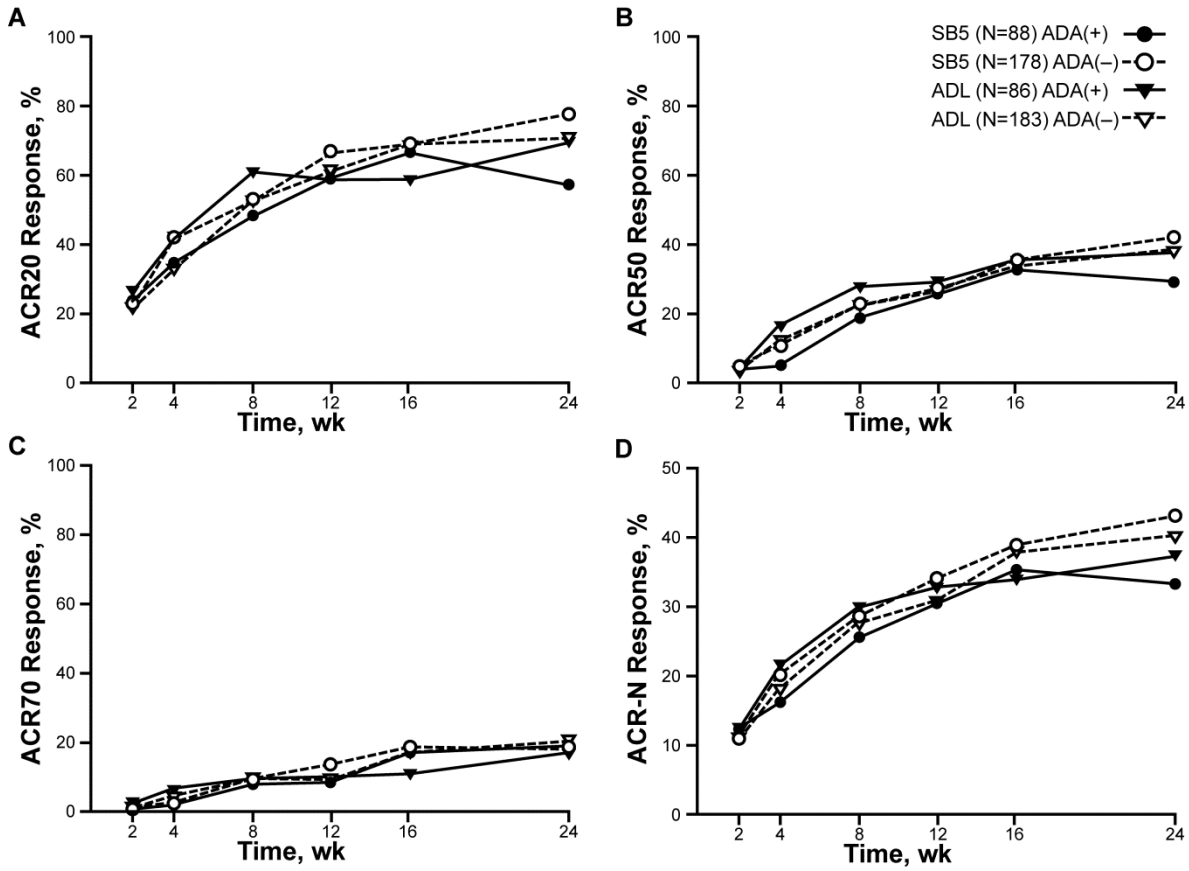 A
ACR20 Response, %
100
80
60
40
20
0
2 4 8 12 16 24
Time, wk
B
ACR50 Response, %
100
80
60
40
20
0
2 4 8 12 16 24
Time, wk
SB5 (N=88) ADA(+)
SB5 (N=178) ADA(–)
ADL (N=86) ADA(+)
ADL (N=183) ADA(–)
C
ACR70 Response, %
100
80
60
40
20
0
2 4 8 12 16 24
Time, wk
D
ACR-N Response, %
50
40
30
20
10
0
2 4 8 12 16 24
Time, wk